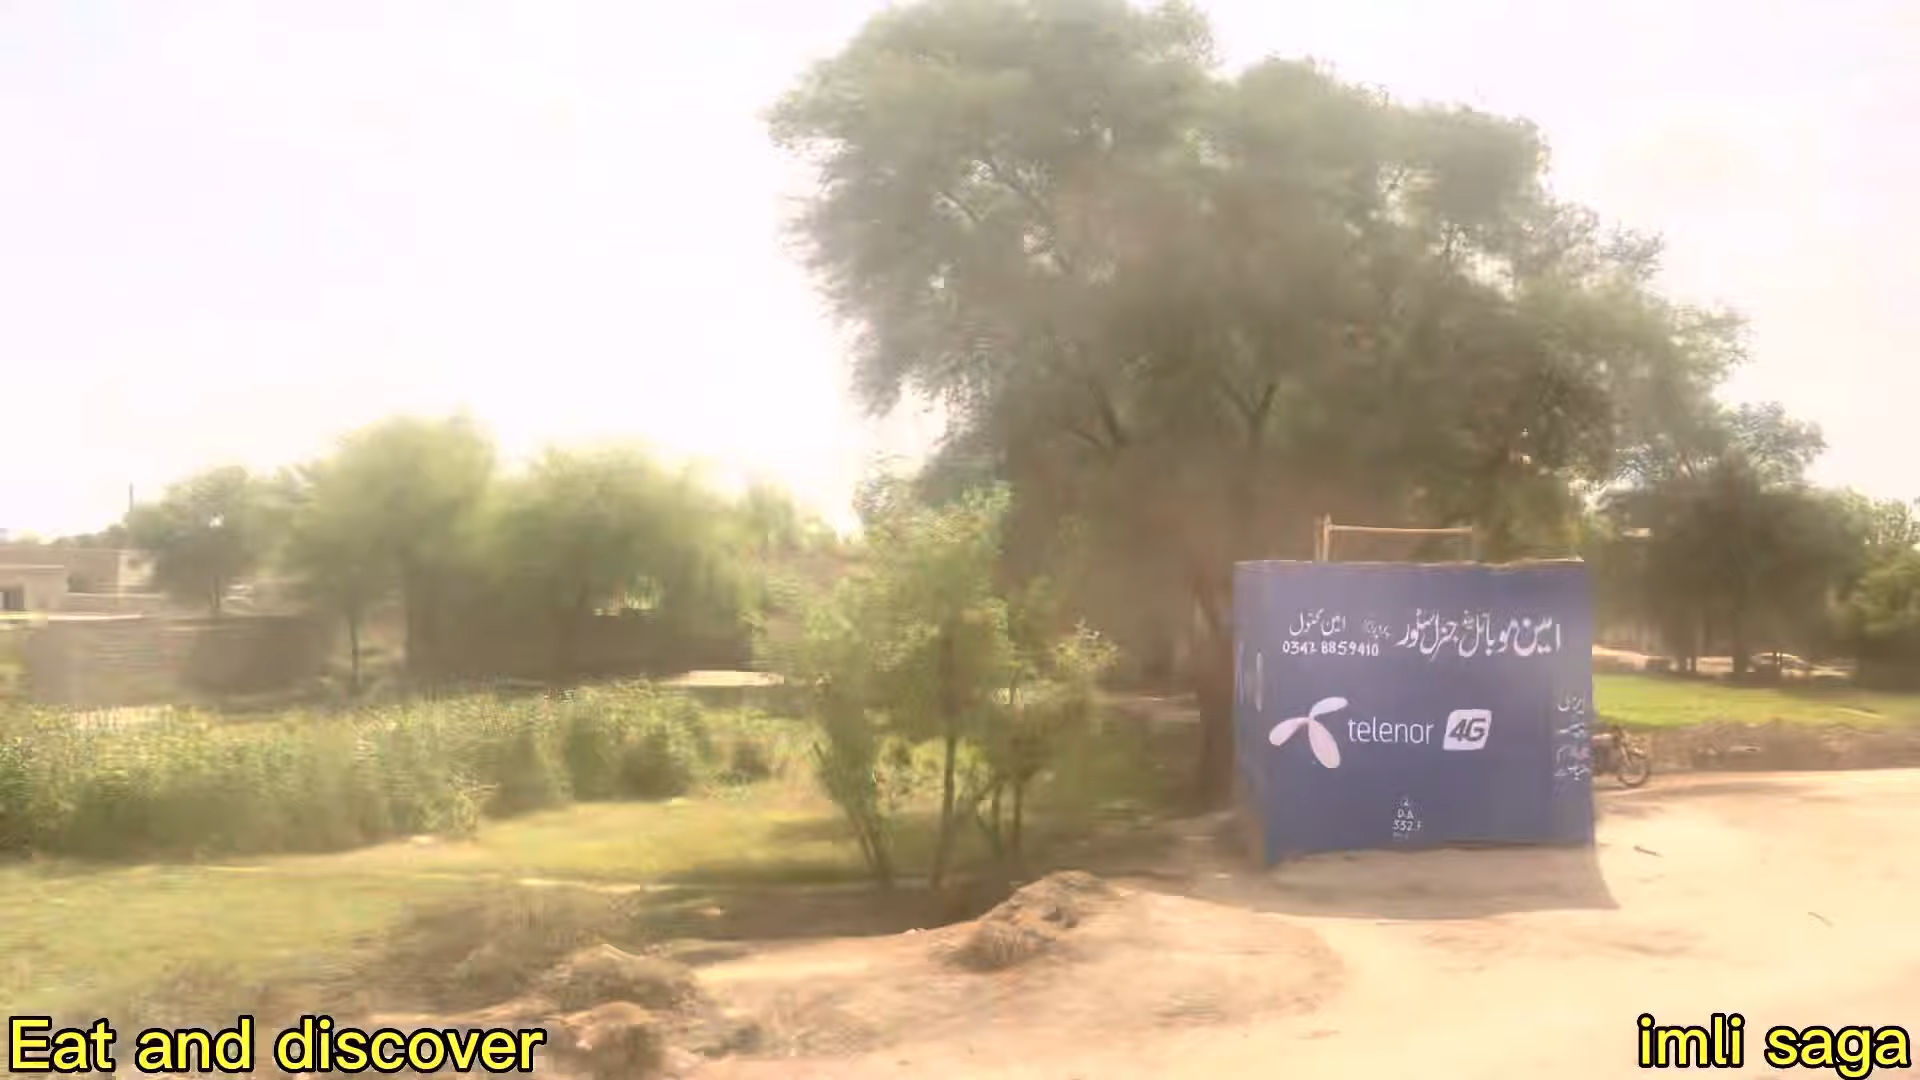 امین موبائل جنرل سٹور
امین کنول
0342 8859410
telenor 4G
D.A
Eat and discover
imli saga